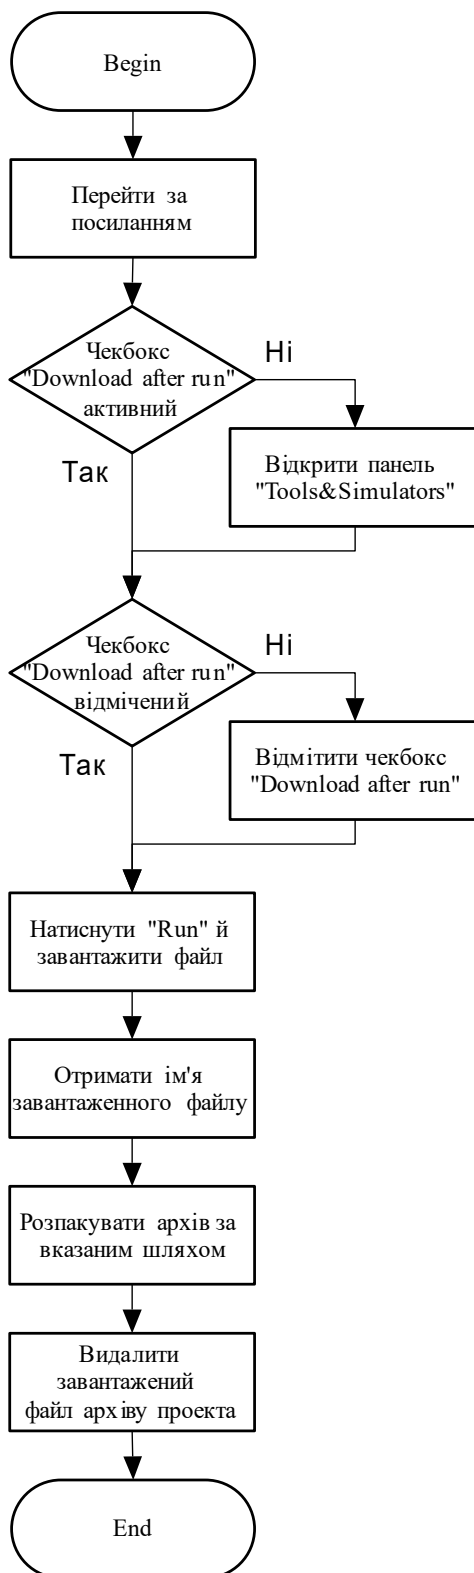 Begin
Перейти за
посиланням
Чекбокс
"Download after run"
активний
Ні
Так
Відкрити панель
"Tools&Simulators"
Чекбокс
"Download after run"
відмічений
Ні
Так
Відмітити чекбокс
"Download after run"
Натиснути "Run" й
завантажити файл
Отримати ім'я
завантаженного файлу
Розпакувати архів за
вказаним шляхом
Видалити
завантажений
файл архіву проекта
End